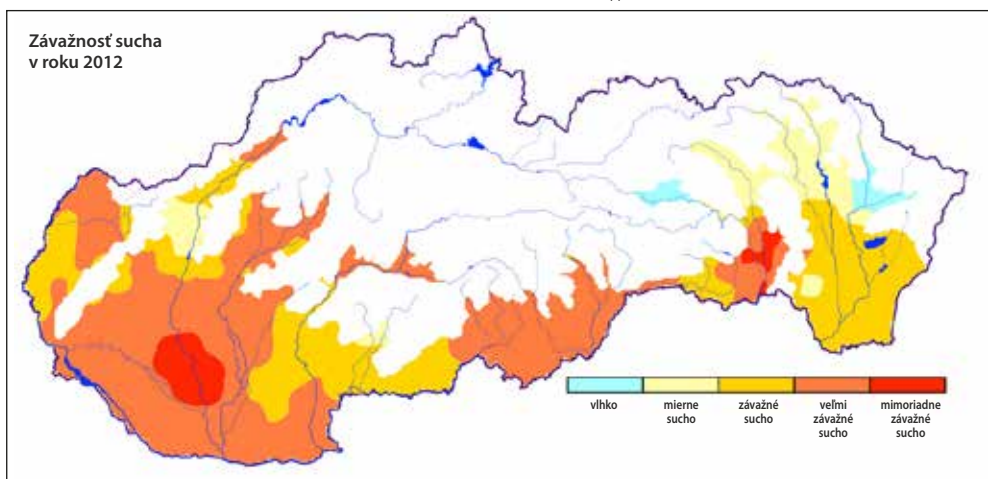 Závažnosť sucha
v roku 2012
vlhko
mierne
sucho
závažné
sucho
veľmi
závažné
sucho
mimoriadne
závažné
sucho